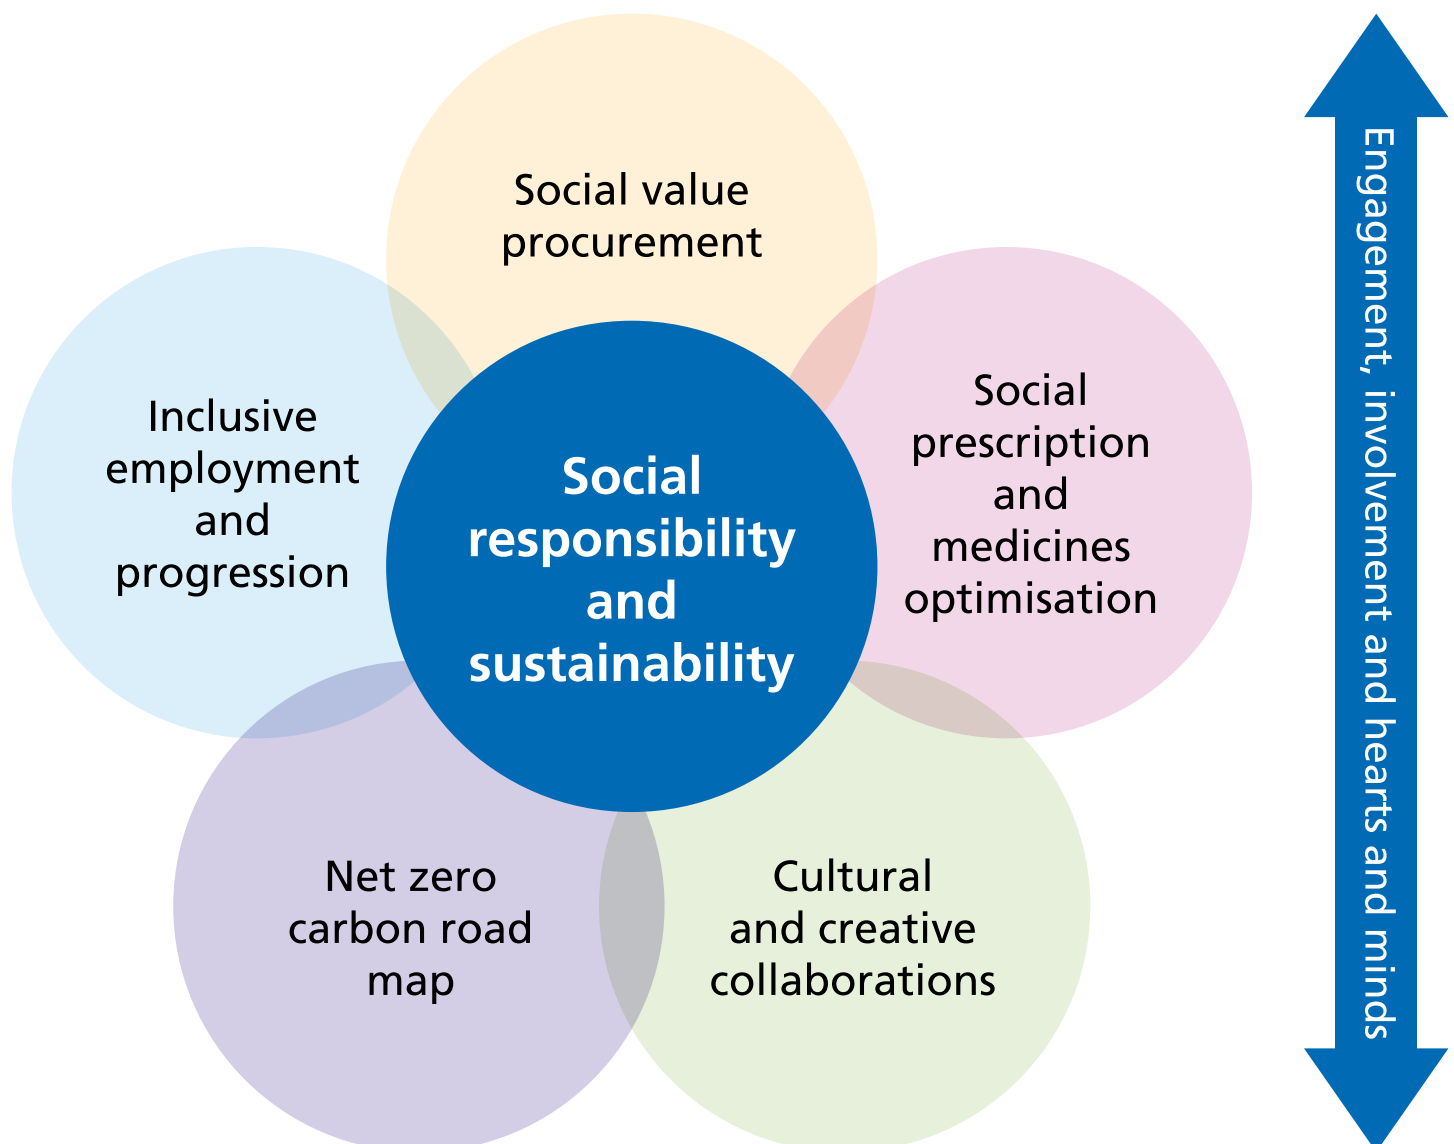 Social value
procurement
Inclusive
employment
and
progression
Social
responsibility
and
sustainability
Social
prescription
and
medicines
optimisation
Net zero
carbon road
map
Cultural
and creative
collaborations
Engagement, involvement and hearts and minds